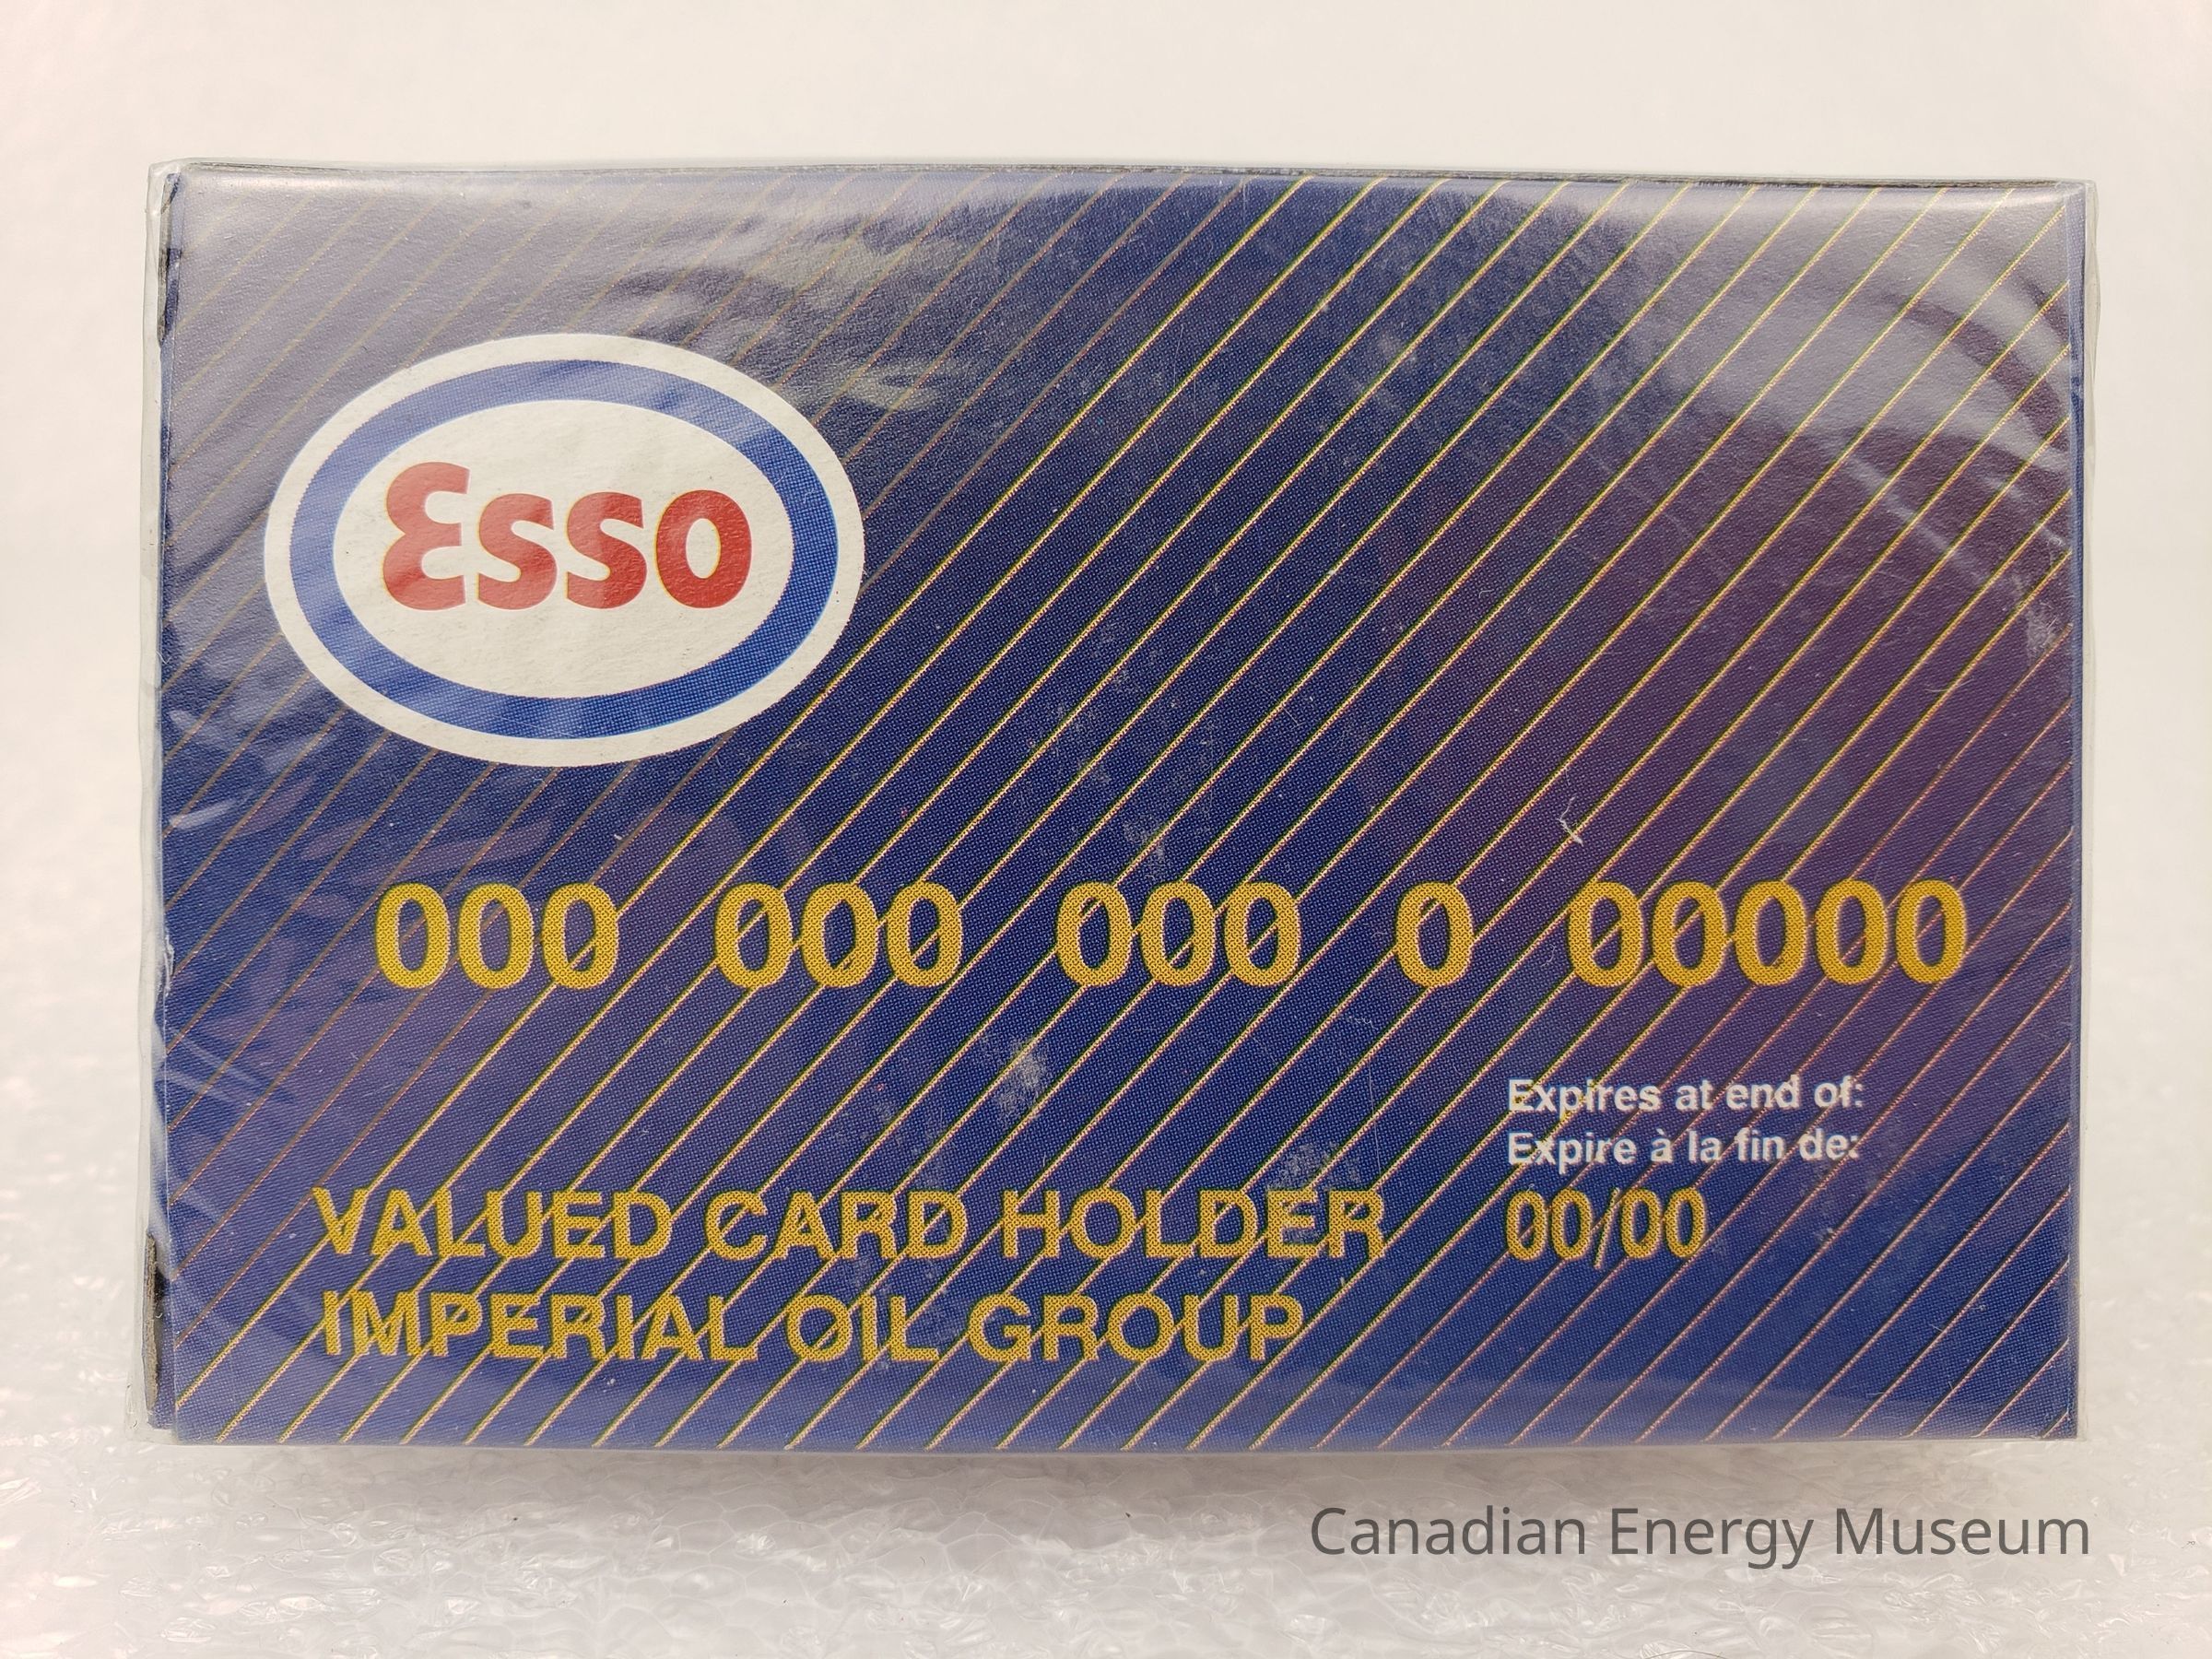 Esso
000 000 000 0 00000
Expires at end of:
Expire à la fin de:
VALUED CARD HOLDER 00/00
IMPERIAL OIL GROUP
Canadian Energy Museum